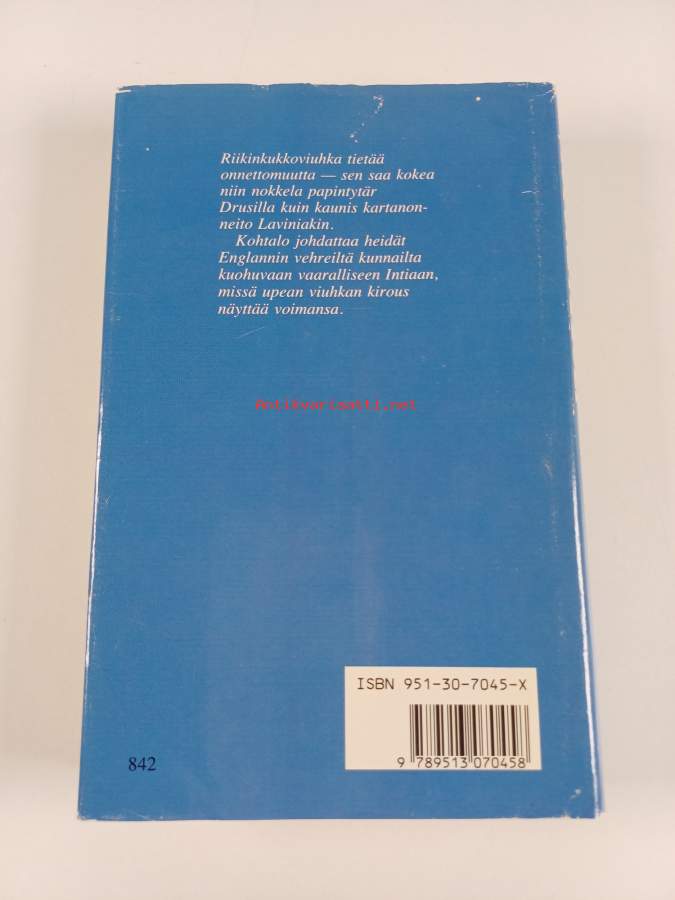 Riikinkukkoviuhka tietää
onnettomuutta — sen saa kokea
niin nokkela papintytär
Drusilla kuin kaunis kartanon-
neito Laviniakin.
Kohtalo johdattaa heidät
Englannin vehreiltä kunnailta
kuohuvaan vaaralliseen Intiaan,
missä upean viuhkan kirous
näyttää voimansa.
Antikvariaatti.net
ISBN 951-30-7045-X
9 789513 070458
842